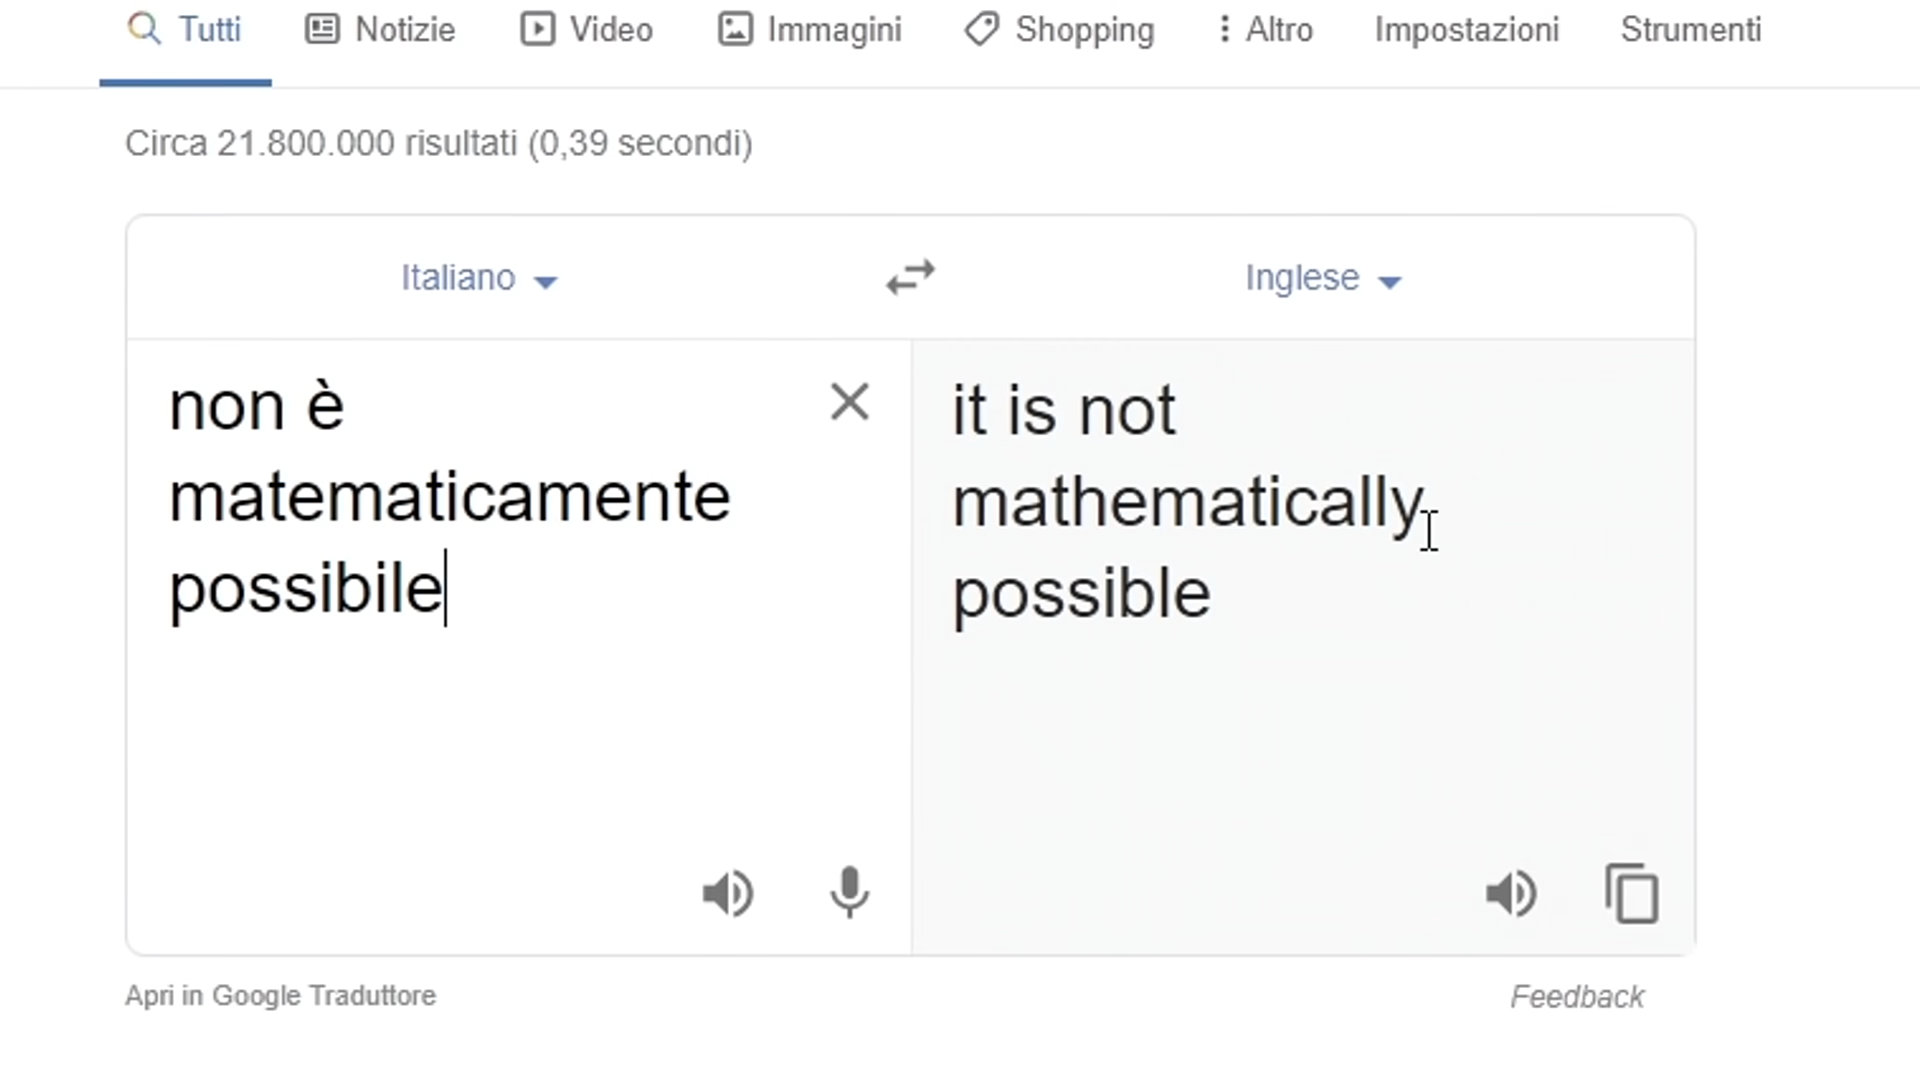 Tutti Notizie Video Immagini Shopping Altro Impostazioni Strumenti
Circa 21.800.000 risultati (0,39 secondi)
Italiano Inglese
non è
matematicamente
possibile
it is not
mathematically
possible
Apri in Google Traduttore Feedback